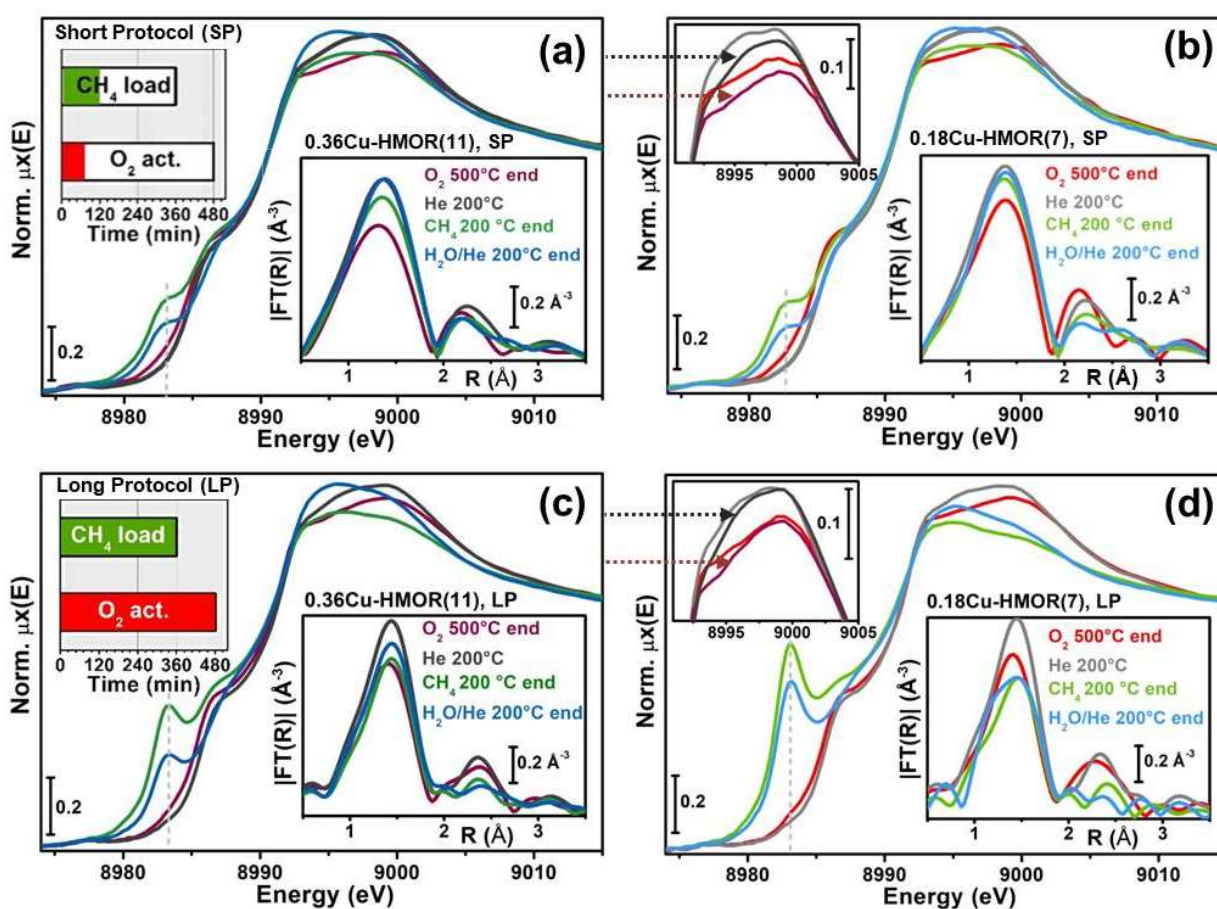 Short Protocol (SP)
CH4 load
O2 act.
0 120 240 360 480
Time (min)
(a)
0.36Cu-HMOR(11), SP
O2 500°C end
He 200°C
CH4 200 °C end
H2O/He 200°C end
0.2 Å-3
|FT(R)| (Å-3)
1 2 3
R (Å)
0.2
Norm. µx(E)
8980 8990 9000 9010
Energy (eV)
(b)
0.1
8995 9000 9005
0.18Cu-HMOR(7), SP
O2 500°C end
He 200°C
CH4 200 °C end
H2O/He 200°C end
0.2 Å-3
|FT(R)| (Å-3)
1 2 3
R (Å)
0.2
Norm. µx(E)
8980 8990 9000 9010
Energy (eV)
Long Protocol (LP)
CH4 load
O2 act.
0 120 240 360 480
Time (min)
(c)
0.36Cu-HMOR(11), LP
O2 500°C end
He 200°C
CH4 200 °C end
H2O/He 200°C end
0.2 Å-3
|FT(R)| (Å-3)
1 2 3
R (Å)
0.2
Norm. µx(E)
8980 8990 9000 9010
Energy (eV)
(d)
0.1
8995 9000 9005
0.18Cu-HMOR(7), LP
O2 500°C end
He 200°C
CH4 200 °C end
H2O/He 200°C end
0.2 Å-3
|FT(R)| (Å-3)
1 2 3
R (Å)
0.2
Norm. µx(E)
8980 8990 9000 9010
Energy (eV)